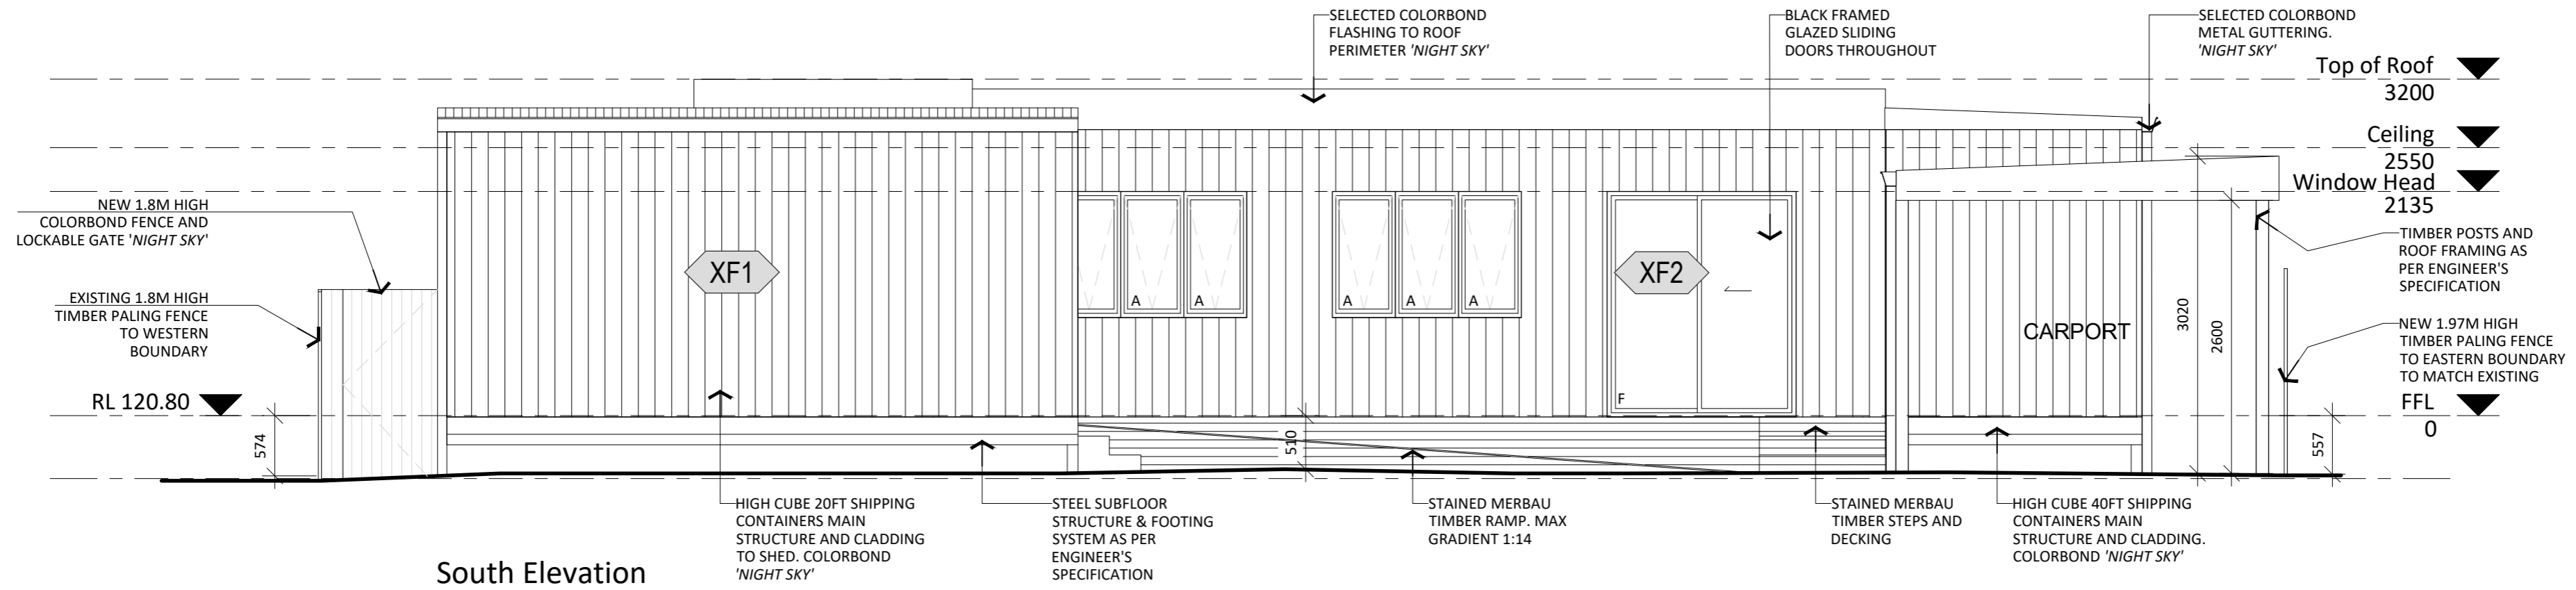 SELECTED COLORBOND
FLASHING TO ROOF
PERIMETER 'NIGHT SKY'
BLACK FRAMED
GLAZED SLIDING
DOORS THROUGHOUT
SELECTED COLORBOND
METAL GUTTERING.
'NIGHT SKY'
Top of Roof
3200
Ceiling
2550
Window Head
2135
NEW 1.8M HIGH
COLORBOND FENCE AND
LOCKABLE GATE 'NIGHT SKY'
EXISTING 1.8M HIGH
TIMBER PALING FENCE
TO WESTERN
BOUNDARY
RL 120.80
574
XF1
A
A
A
A
A
XF2
F
510
CARPORT
3020
2600
TIMBER POSTS AND
ROOF FRAMING AS
PER ENGINEER'S
SPECIFICATION
NEW 1.97M HIGH
TIMBER PALING FENCE
TO EASTERN BOUNDARY
TO MATCH EXISTING
FFL
0
557
HIGH CUBE 20FT SHIPPING
CONTAINERS MAIN
STRUCTURE AND CLADDING
TO SHED. COLORBOND
'NIGHT SKY'
STEEL SUBFLOOR
STRUCTURE & FOOTING
SYSTEM AS PER
ENGINEER'S
SPECIFICATION
STAINED MERBAU
TIMBER RAMP. MAX
GRADIENT 1:14
STAINED MERBAU
TIMBER STEPS AND
DECKING
HIGH CUBE 40FT SHIPPING
CONTAINERS MAIN
STRUCTURE AND CLADDING.
COLORBOND 'NIGHT SKY'
South Elevation